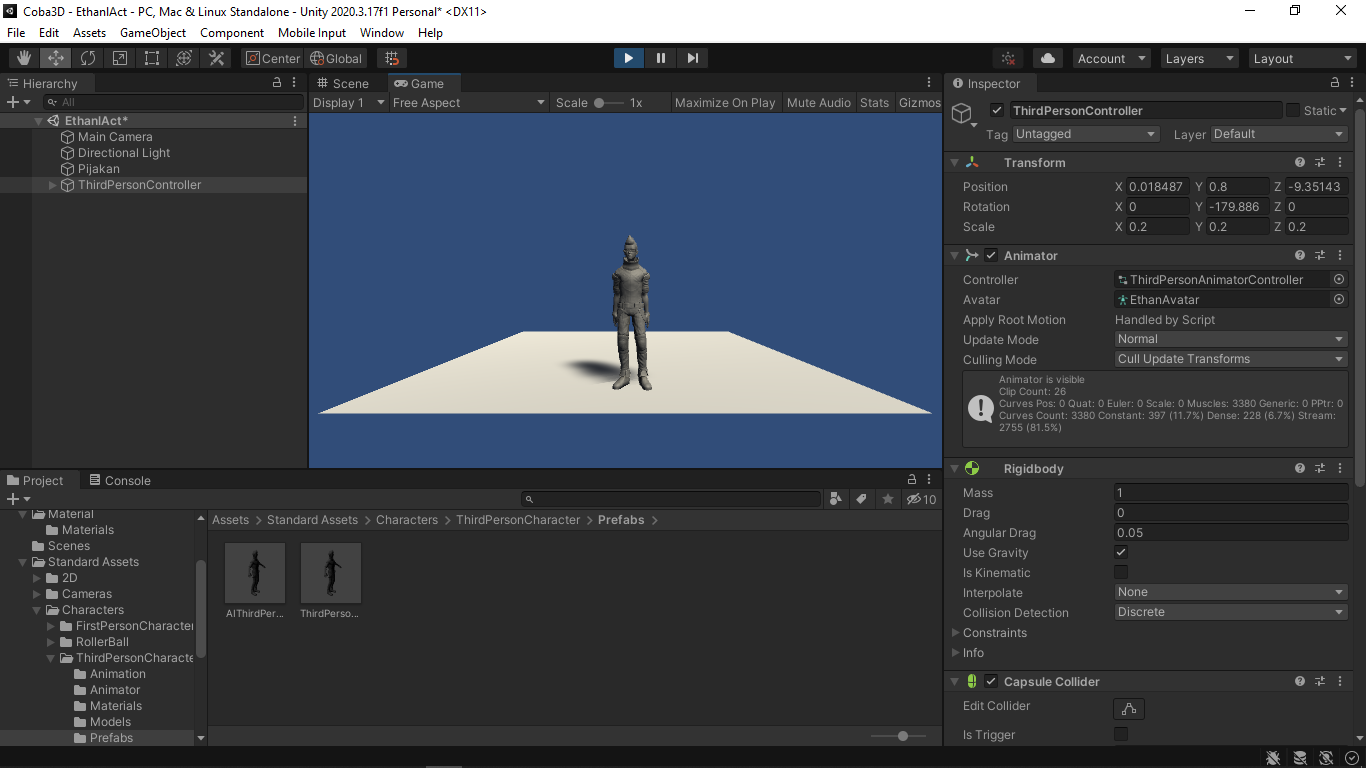 Coba3D - EthanIAct - PC, Mac & Linux Standalone - Unity 2020.3.17f1 Personal* <DX11>
File Edit Assets GameObject Component Mobile Input Window Help
Center Global Account Layers Layout
Hierarchy
All
EthanIAct*
Main Camera
Directional Light
Pijakan
ThirdPersonController
Scene Game
Display 1 Free Aspect Scale 1x Maximize On Play Mute Audio Stats Gizmos
Inspector
ThirdPersonController Static
Tag Untagged Layer Default
Transform
Position X 0.018487 Y 0.8 Z -9.35143
Rotation X 0 Y -179.886 Z 0
Scale X 0.2 Y 0.2 Z 0.2
Animator
Controller ThirdPersonAnimatorController
Avatar EthanAvatar
Apply Root Motion Handled by Script
Update Mode Normal
Culling Mode Cull Update Transforms
Animator is visible
Clip Count: 26
Curves Pos: 0 Quat: 0 Euler: 0 Scale: 0 Muscles: 3380 Generic: 0 PPtr: 0
Curves Count: 3380 Constant: 397 (11.7%) Dense: 228 (6.7%) Stream:
2755 (81.5%)
Rigidbody
Mass 1
Drag 0
Angular Drag 0.05
Use Gravity
Is Kinematic
Interpolate None
Collision Detection Discrete
Constraints
Info
Capsule Collider
Edit Collider
Is Trigger
Project Console
10
Material
Materials
Scenes
Standard Assets
2D
Cameras
Characters
FirstPersonCharacter
RollerBall
ThirdPersonCharacte
Animation
Animator
Materials
Models
Prefabs
Assets > Standard Assets > Characters > ThirdPersonCharacter > Prefabs >
AIThirdPer... ThirdPerso...